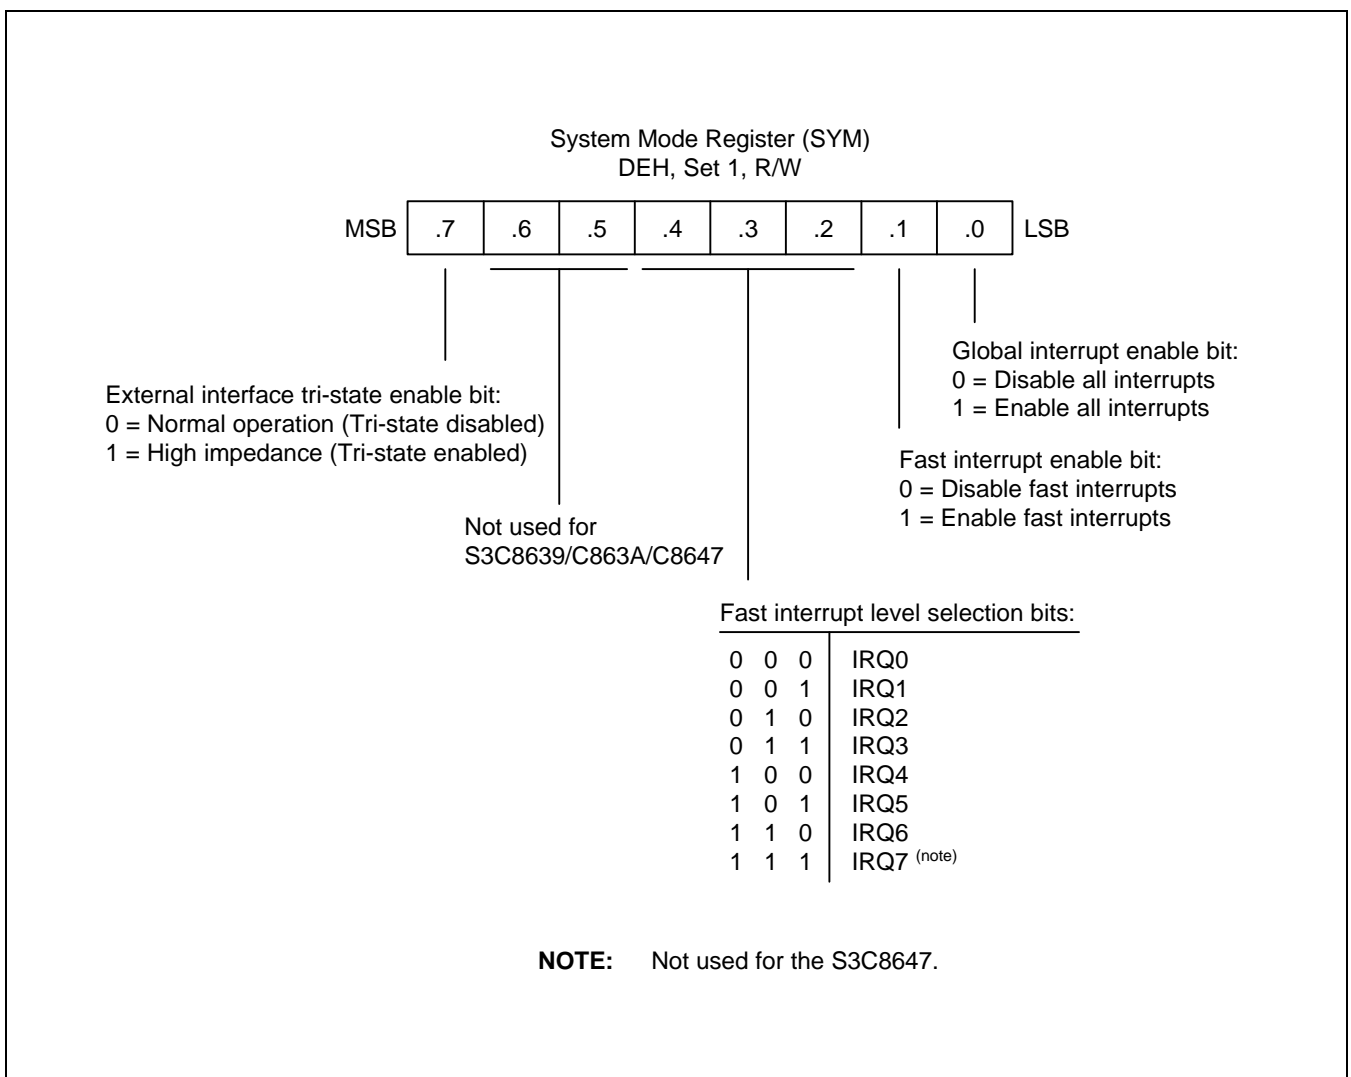 System Mode Register (SYM)
DEH, Set 1, R/W
MSB .7 .6 .5 .4 .3 .2 .1 .0 LSB
Global interrupt enable bit:
0 = Disable all interrupts
1 = Enable all interrupts
External interface tri-state enable bit:
0 = Normal operation (Tri-state disabled)
1 = High impedance (Tri-state enabled)
Fast interrupt enable bit:
0 = Disable fast interrupts
1 = Enable fast interrupts
Not used for
S3C8639/C863A/C8647
Fast interrupt level selection bits:
0 0 0 IRQ0
0 0 1 IRQ1
0 1 0 IRQ2
0 1 1 IRQ3
1 0 0 IRQ4
1 0 1 IRQ5
1 1 0 IRQ6
1 1 1 IRQ7 (note)
NOTE: Not used for the S3C8647.